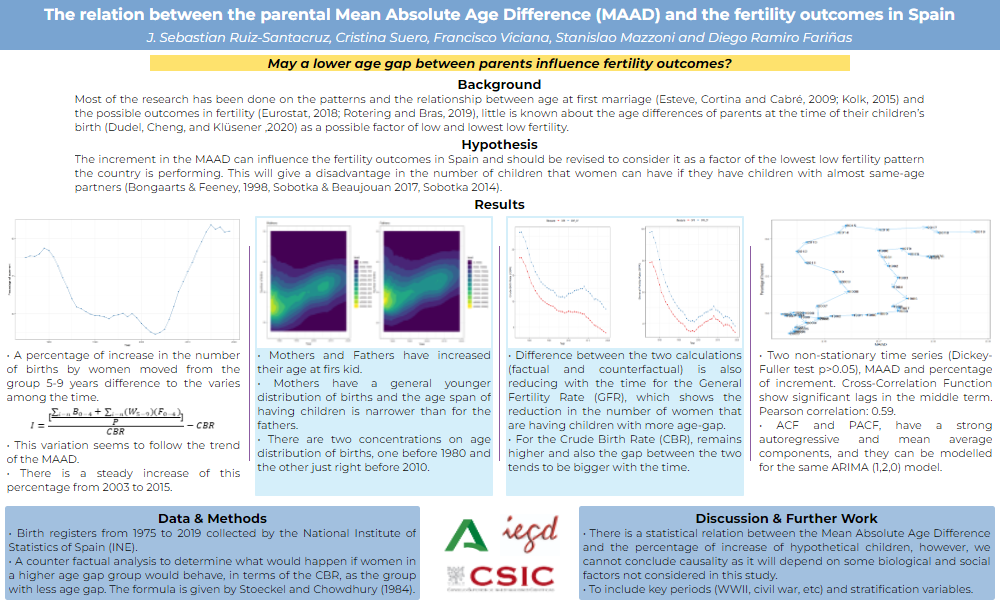 The relation between the parental Mean Absolute Age Difference (MAAD) and the fertility outcomes in Spain
J. Sebastian Ruiz-Santacruz, Cristina Suero, Francisco Viciana, Stanislao Mazzoni and Diego Ramiro Fariñas
May a lower age gap between parents influence fertility outcomes?
Background
Most of the research has been done on the patterns and the relationship between age at first marriage (Esteve, Cortina and Cabré, 2009; Kolk, 2015) and
the possible outcomes in fertility (Eurostat, 2018; Rotering and Bras, 2019), little is known about the age differences of parents at the time of their children's
birth (Dudel, Cheng, and Klüsener ,2020) as a possible factor of low and lowest low fertility.
Hypothesis
The increment in the MAAD can influence the fertility outcomes in Spain and should be revised to consider it as a factor of the lowest low fertility pattern
the country is performing. This will give a disadvantage in the number of children that women can have if they have children with almost same-age
partners (Bongaarts & Feeney, 1998, Sobotka & Beaujouan 2017, Sobotka 2014).
Results
· A percentage of increase in the number
of births by women moved from the
group 5-9 years difference to the varies
among the time.
I = [∑i=n B0−4 + ∑i=n(W5−9)(F0−4)] / P / CBR − CBR
· This variation seems to follow the trend
of the MAAD.
· There is a steady increase of this
percentage from 2003 to 2015.
· Mothers and Fathers have increased
their age at firs kid.
· Mothers have a general younger
distribution of births and the age span of
having children is narrower than for the
fathers.
· There are two concentrations on age
distribution of births, one before 1980 and
the other just right before 2010.
· Difference between the two calculations
(factual and counterfactual) is also
reducing with the time for the General
Fertility Rate (GFR), which shows the
reduction in the number of women that
are having children with more age-gap.
· For the Crude Birth Rate (CBR), remains
higher and also the gap between the two
tends to be bigger with the time.
· Two non-stationary time series (Dickey-
Fuller test p>0.05), MAAD and percentage
of increment. Cross-Correlation Function
show significant lags in the middle term.
Pearson correlation: 0.59.
· ACF and PACF, have a strong
autoregressive and mean average
components, and they can be modelled
for the same ARIMA (1,2,0) model.
Data & Methods
· Birth registers from 1975 to 2019 collected by the National Institute of
Statistics of Spain (INE).
· A counter factual analysis to determine what would happen if women in
a higher age gap group would behave, in terms of the CBR, as the group
with less age gap. The formula is given by Stoeckel and Chowdhury (1984).
iegd
CSIC
Discussion & Further Work
· There is a statistical relation between the Mean Absolute Age Difference
and the percentage of increase of hypothetical children, however, we
cannot conclude causality as it will depend on some biological and social
factors not considered in this study.
· To include key periods (WWII, civil war, etc) and stratification variables.